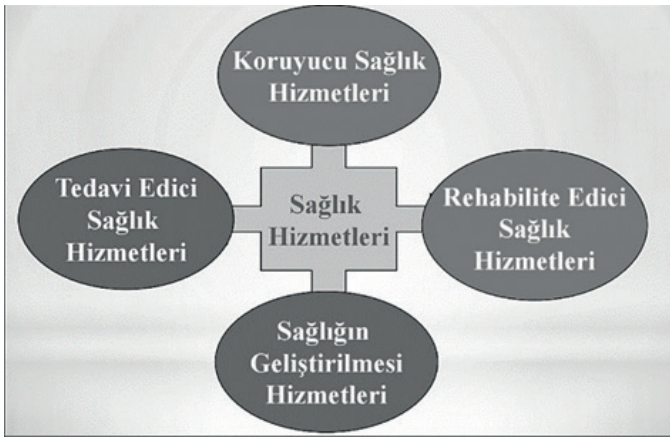 Koruyucu Sağlık
Hizmetleri
Tedavi Edici
Sağlık
Hizmetleri
Sağlık
Hizmetleri
Rehabilite Edici
Sağlık
Hizmetleri
Sağlığın
Geliştirilmesi
Hizmetleri